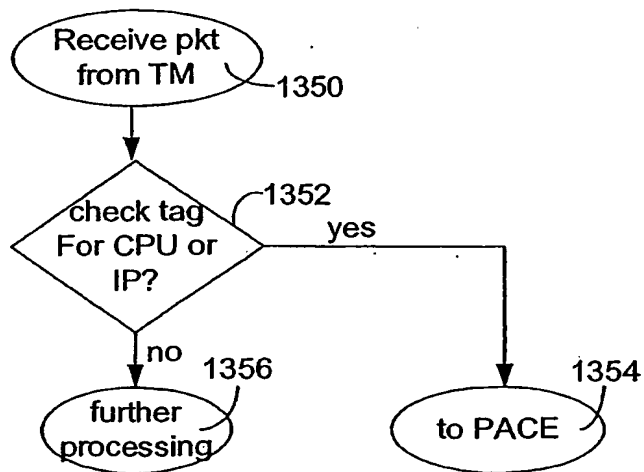 Receive pkt
from TM
1350
1352
check tag
For CPU or
IP?
yes
no
1356
1354
further
processing
to PACE